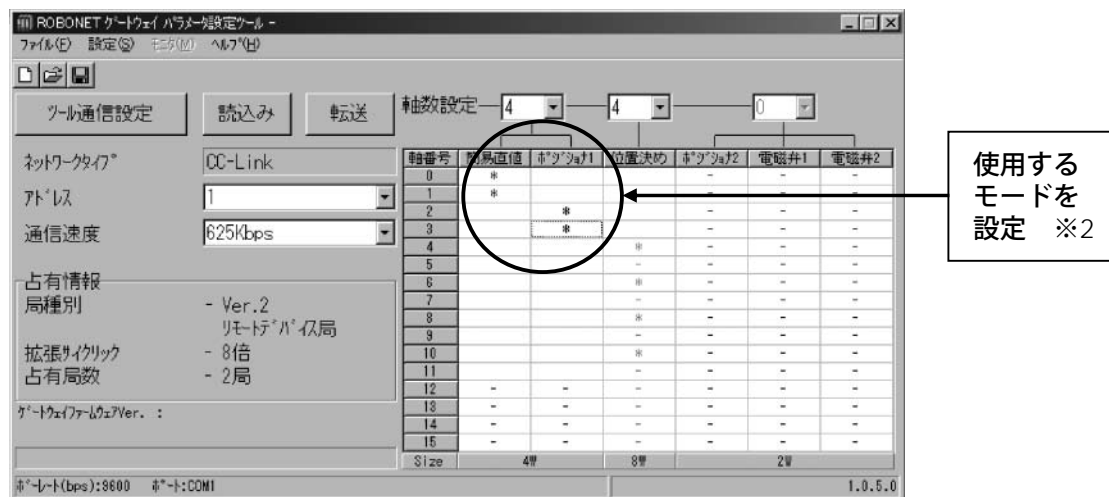 ROBONET ゲートウェイ パラメータ設定ツール -
ファイル(F) 設定(S) モニタ(M) ヘルプ(H)
ツール通信設定 読込み 転送 軸数設定 4 4 0
ネットワークタイプ CC-Link
アドレス 1
通信速度 625Kbps
占有情報
局種別 - Ver.2
リモートデバイス局
拡張サイクリック - 8倍
占有局数 - 2局
ゲートウェイファームウェアVer. :
軸番号 簡易直値 ポジショナ1 位置決め ポジショナ2 電磁弁1 電磁弁2
0 * - - -
1 * - - -
2 * - - -
3 * - - -
4 * - - -
5 - - - -
6 * - - -
7 - - - -
8 * - - -
9 - - - -
10 * - - -
11 - - - -
12 - - - - - -
13 - - - - - -
14 - - - - - -
15 - - - - - -
Size 4W 8W 2W
ボーレート(bps):9600 ポート:COM1 1.0.5.0
使用する
モードを
設定 ※2